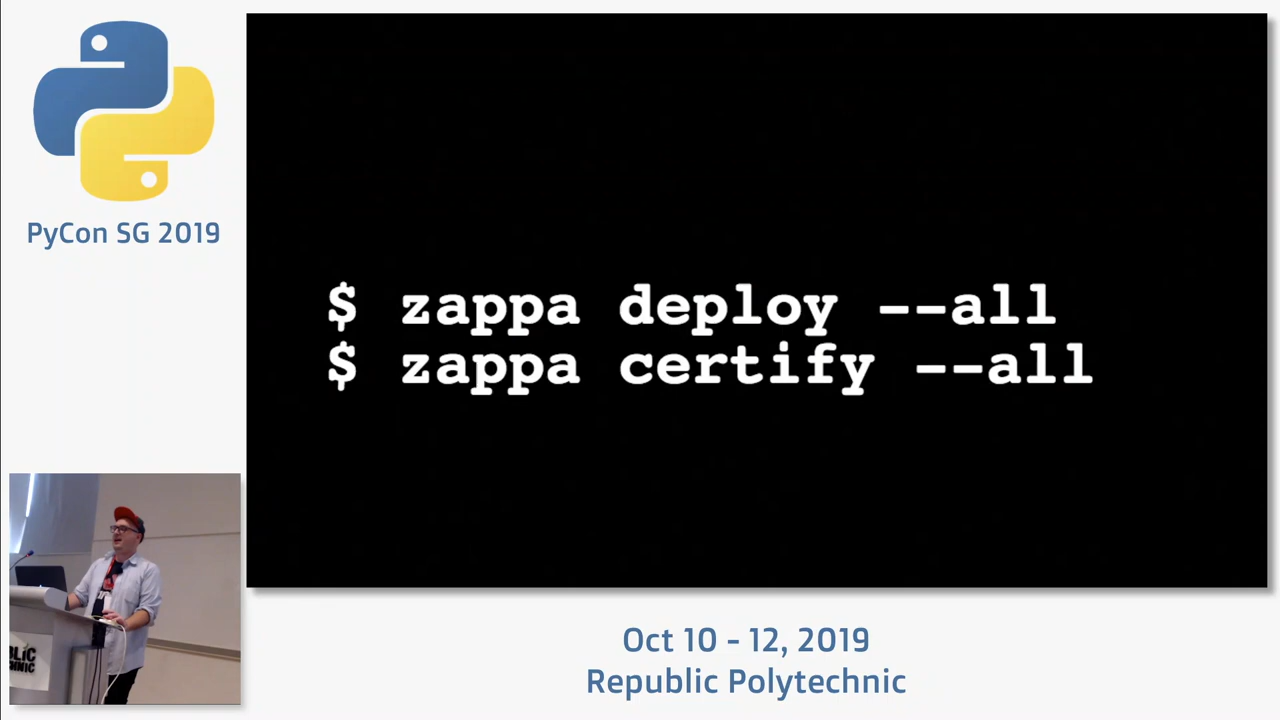 PyCon SG 2019
$ zappa deploy --all
$ zappa certify --all
Oct 10 - 12, 2019
Republic Polytechnic